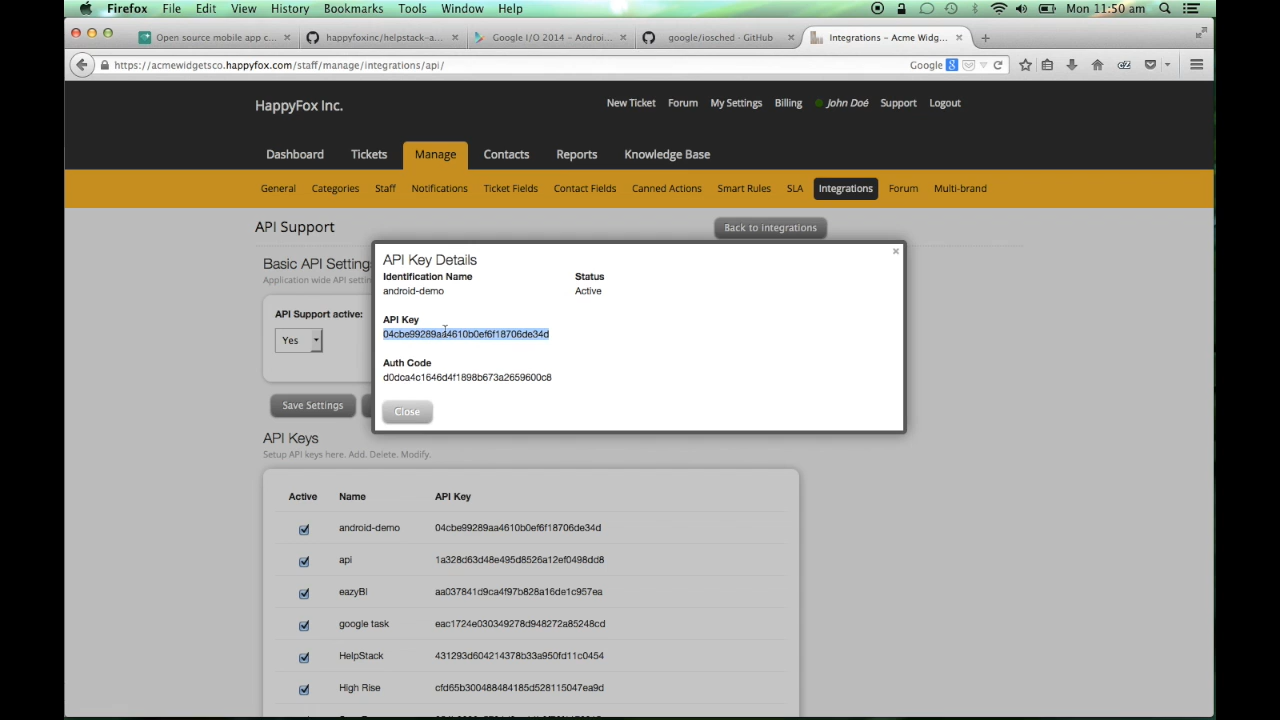 Firefox File Edit View History Bookmarks Tools Window Help Mon 11:50 am
Open source mobile app c... happyfoxinc/helpstack-a... Google I/O 2014 – Androi... google/iosched · GitHub Integrations – Acme Widg...
https://acmewidgetsco.happyfox.com/staff/manage/integrations/api/ Google
HappyFox Inc. New Ticket Forum My Settings Billing John Doé Support Logout
Dashboard Tickets Manage Contacts Reports Knowledge Base
General Categories Staff Notifications Ticket Fields Contact Fields Canned Actions Smart Rules SLA Integrations Forum Multi-brand
API Support Back to integrations
Basic API Setting
Application wide API settin
API Support active:
Yes
Save Settings
API Key Details
Identification Name Status
android-demo Active
API Key
04cbe99289aa4610b0ef6f18706de34d
Auth Code
d0dca4c1646d4f1898b673a2659600c8
Close
API Keys
Setup API keys here. Add. Delete. Modify.
Active Name API Key
android-demo 04cbe99289aa4610b0ef6f18706de34d
api 1a328d63d48e495d8526a12ef0498dd8
eazyBI aa037841d9ca4f97b828a16de1c957ea
google task eac1724e030349278d948272a85248cd
HelpStack 431293d604214378b33a950fd11c0454
High Rise cfd65b300488484185d528115047ea9d